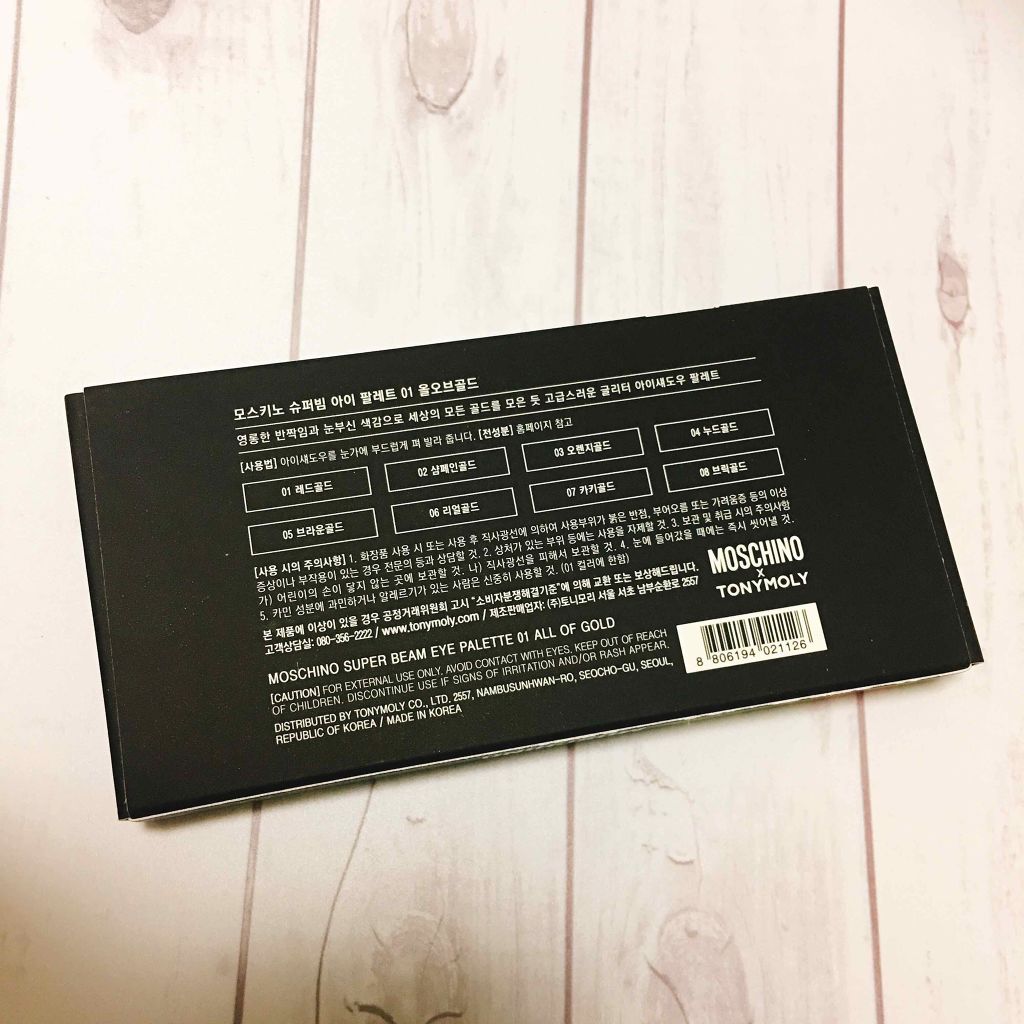 모스키노 슈퍼빔 아이 팔레트 01 올오브골드
영롱한 반짝임과 눈부신 색감으로 세상의 모든 골드를 모은 듯 고급스러운 글리터 아이섀도우 팔레트
[사용법] 아이섀도우를 눈가에 부드럽게 펴 발라 줍니다. [전성분] 홈페이지 참고
01 레드골드
02 샴페인골드
03 오렌지골드
04 누드골드
05 브라운골드
06 리얼골드
07 카키골드
08 브릭골드
[사용 시의 주의사항] 1. 화장품 사용 시 또는 사용 후 직사광선에 의하여 사용부위가 붉은 반점, 부어오름 또는 가려움증 등의 이상
증상이나 부작용이 있는 경우 전문의 등과 상담할 것. 2. 상처가 있는 부위 등에는 사용을 자제할 것. 3. 보관 및 취급 시의 주의사항
가) 어린이의 손이 닿지 않는 곳에 보관할 것. 나) 직사광선을 피해서 보관할 것. 4. 눈에 들어갔을 때에는 즉시 씻어낼 것.
5. 카민 성분에 과민하거나 알레르기가 있는 사람은 신중히 사용할 것. (01 컬러에 한함)
본 제품에 이상이 있을 경우 공정거래위원회 고시 "소비자분쟁해결기준"에 의해 교환 또는 보상해드립니다.
고객상담실: 080-356-2222 / www.tonymoly.com / 제조판매업자: (주)토니모리 서울 서초 남부순환로 2557
MOSCHINO
X
TONYMOLY
MOSCHINO SUPER BEAM EYE PALETTE 01 ALL OF GOLD
[CAUTION] FOR EXTERNAL USE ONLY. AVOID CONTACT WITH EYES. KEEP OUT OF REACH
OF CHILDREN. DISCONTINUE USE IF SIGNS OF IRRITATION AND/OR RASH APPEAR.
DISTRIBUTED BY TONYMOLY CO., LTD. 2557, NAMBUSUNHWAN-RO, SEOCHO-GU, SEOUL,
REPUBLIC OF KOREA / MADE IN KOREA
8 806194 021126